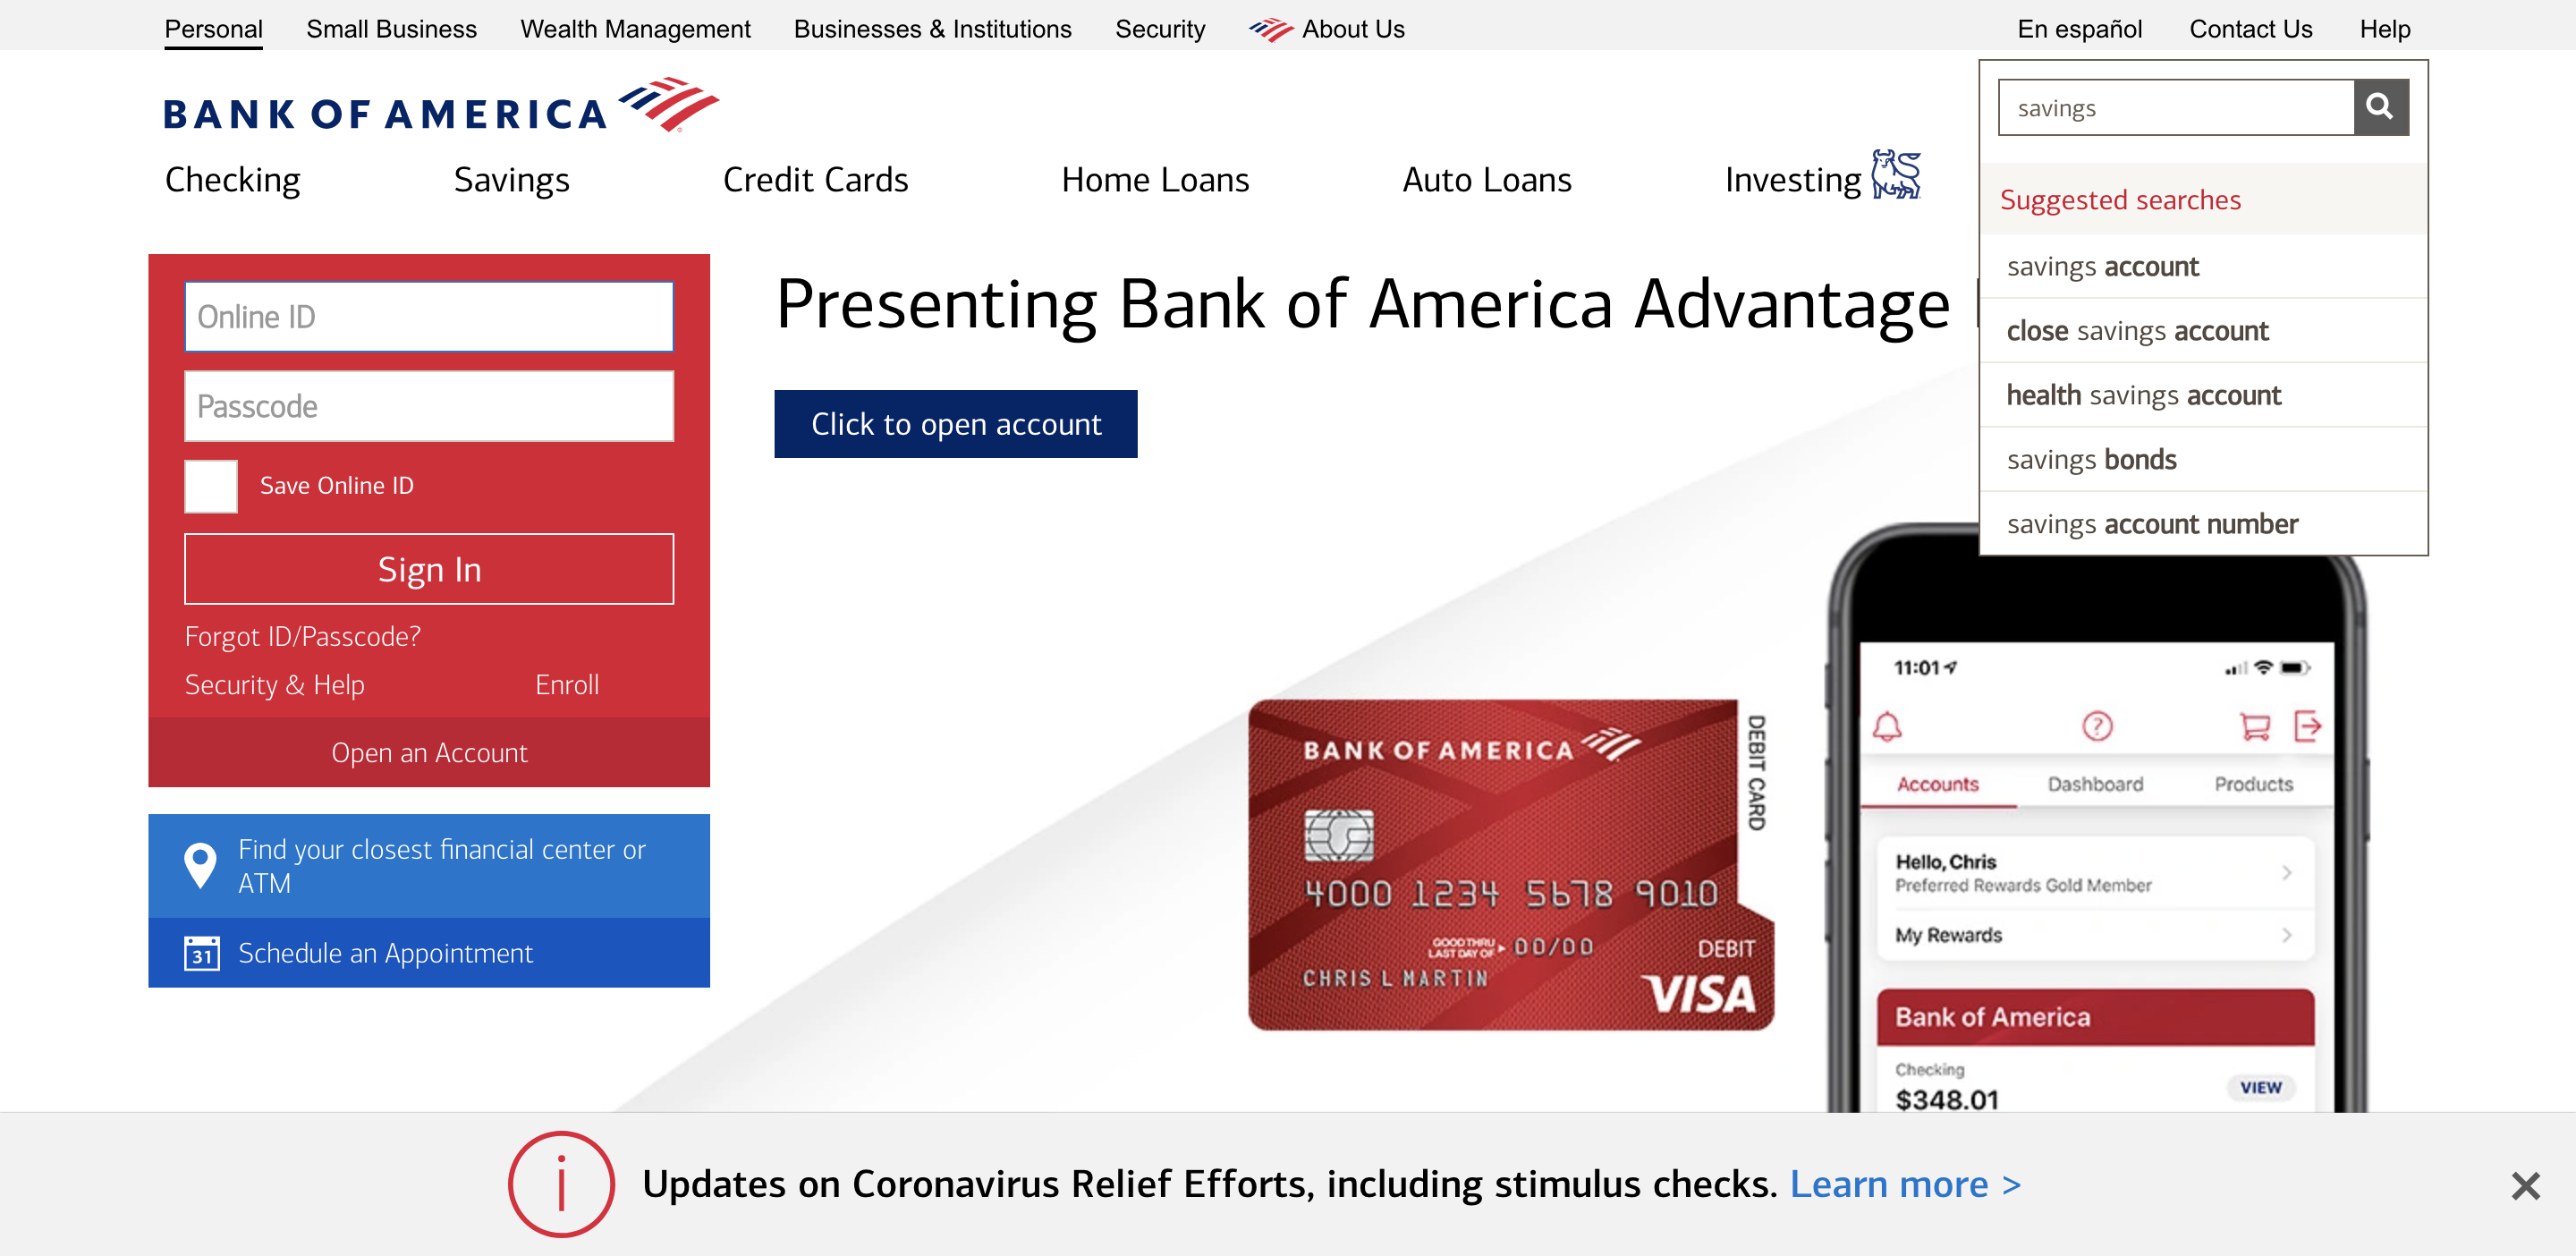 Personal Small Business Wealth Management Businesses & Institutions Security About Us En español Contact Us Help
BANK OF AMERICA
savings
Checking Savings Credit Cards Home Loans Auto Loans Investing
Suggested searches
savings account
close savings account
health savings account
savings bonds
savings account number
Online ID
Passcode
Save Online ID
Sign In
Forgot ID/Passcode?
Security & Help Enroll
Open an Account
Find your closest financial center or
ATM
31 Schedule an Appointment
Presenting Bank of America Advantage
Click to open account
BANK OF AMERICA
DEBIT CARD
4000 1234 5678 9010
GOOD THRU
LAST DAY OF 00/00
DEBIT
CHRIS L MARTIN
VISA
11:01
Accounts Dashboard Products
Hello, Chris
Preferred Rewards Gold Member
My Rewards
Bank of America
Checking
$348.01
VIEW
Updates on Coronavirus Relief Efforts, including stimulus checks. Learn more >